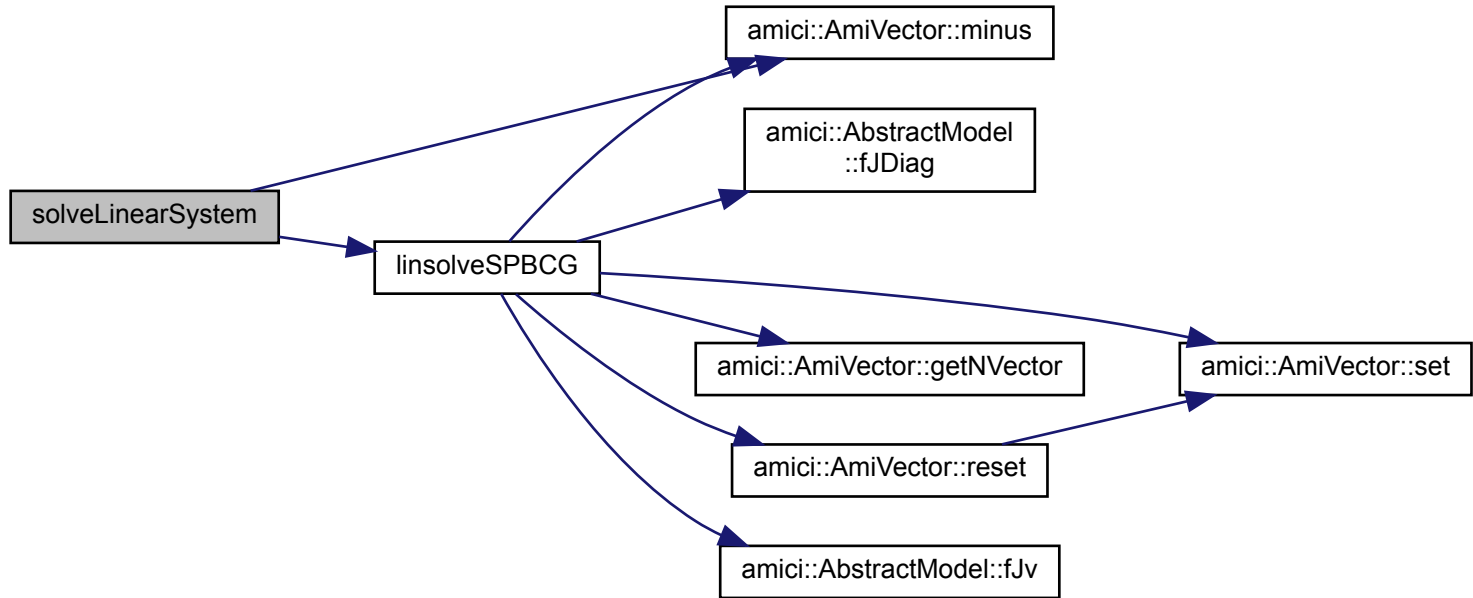 amici::AmiVector::minus
amici::AbstractModel
::fJDiag
solveLinearSystem
linsolveSPBCG
amici::AmiVector::getNVector
amici::AmiVector::set
amici::AmiVector::reset
amici::AbstractModel::fJv